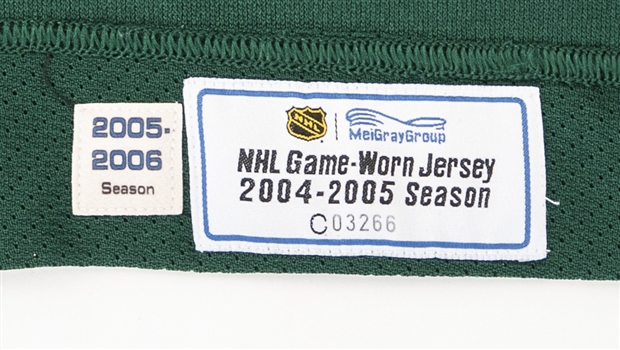 2005-
2006
Season
NHL
MeiGrayGroup
NHL Game-Worn Jersey
2004-2005 Season
C03266